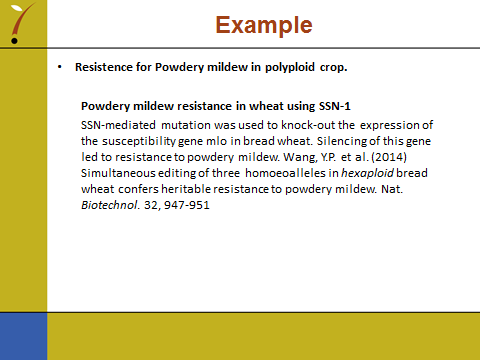 Example
• Resistence for Powdery mildew in polyploid crop.
Powdery mildew resistance in wheat using SSN-1
SSN-mediated mutation was used to knock-out the expression of
the susceptibility gene mlo in bread wheat. Silencing of this gene
led to resistance to powdery mildew. Wang, Y.P. et al. (2014)
Simultaneous editing of three homoeoalleles in hexaploid bread
wheat confers heritable resistance to powdery mildew. Nat.
Biotechnol. 32, 947-951